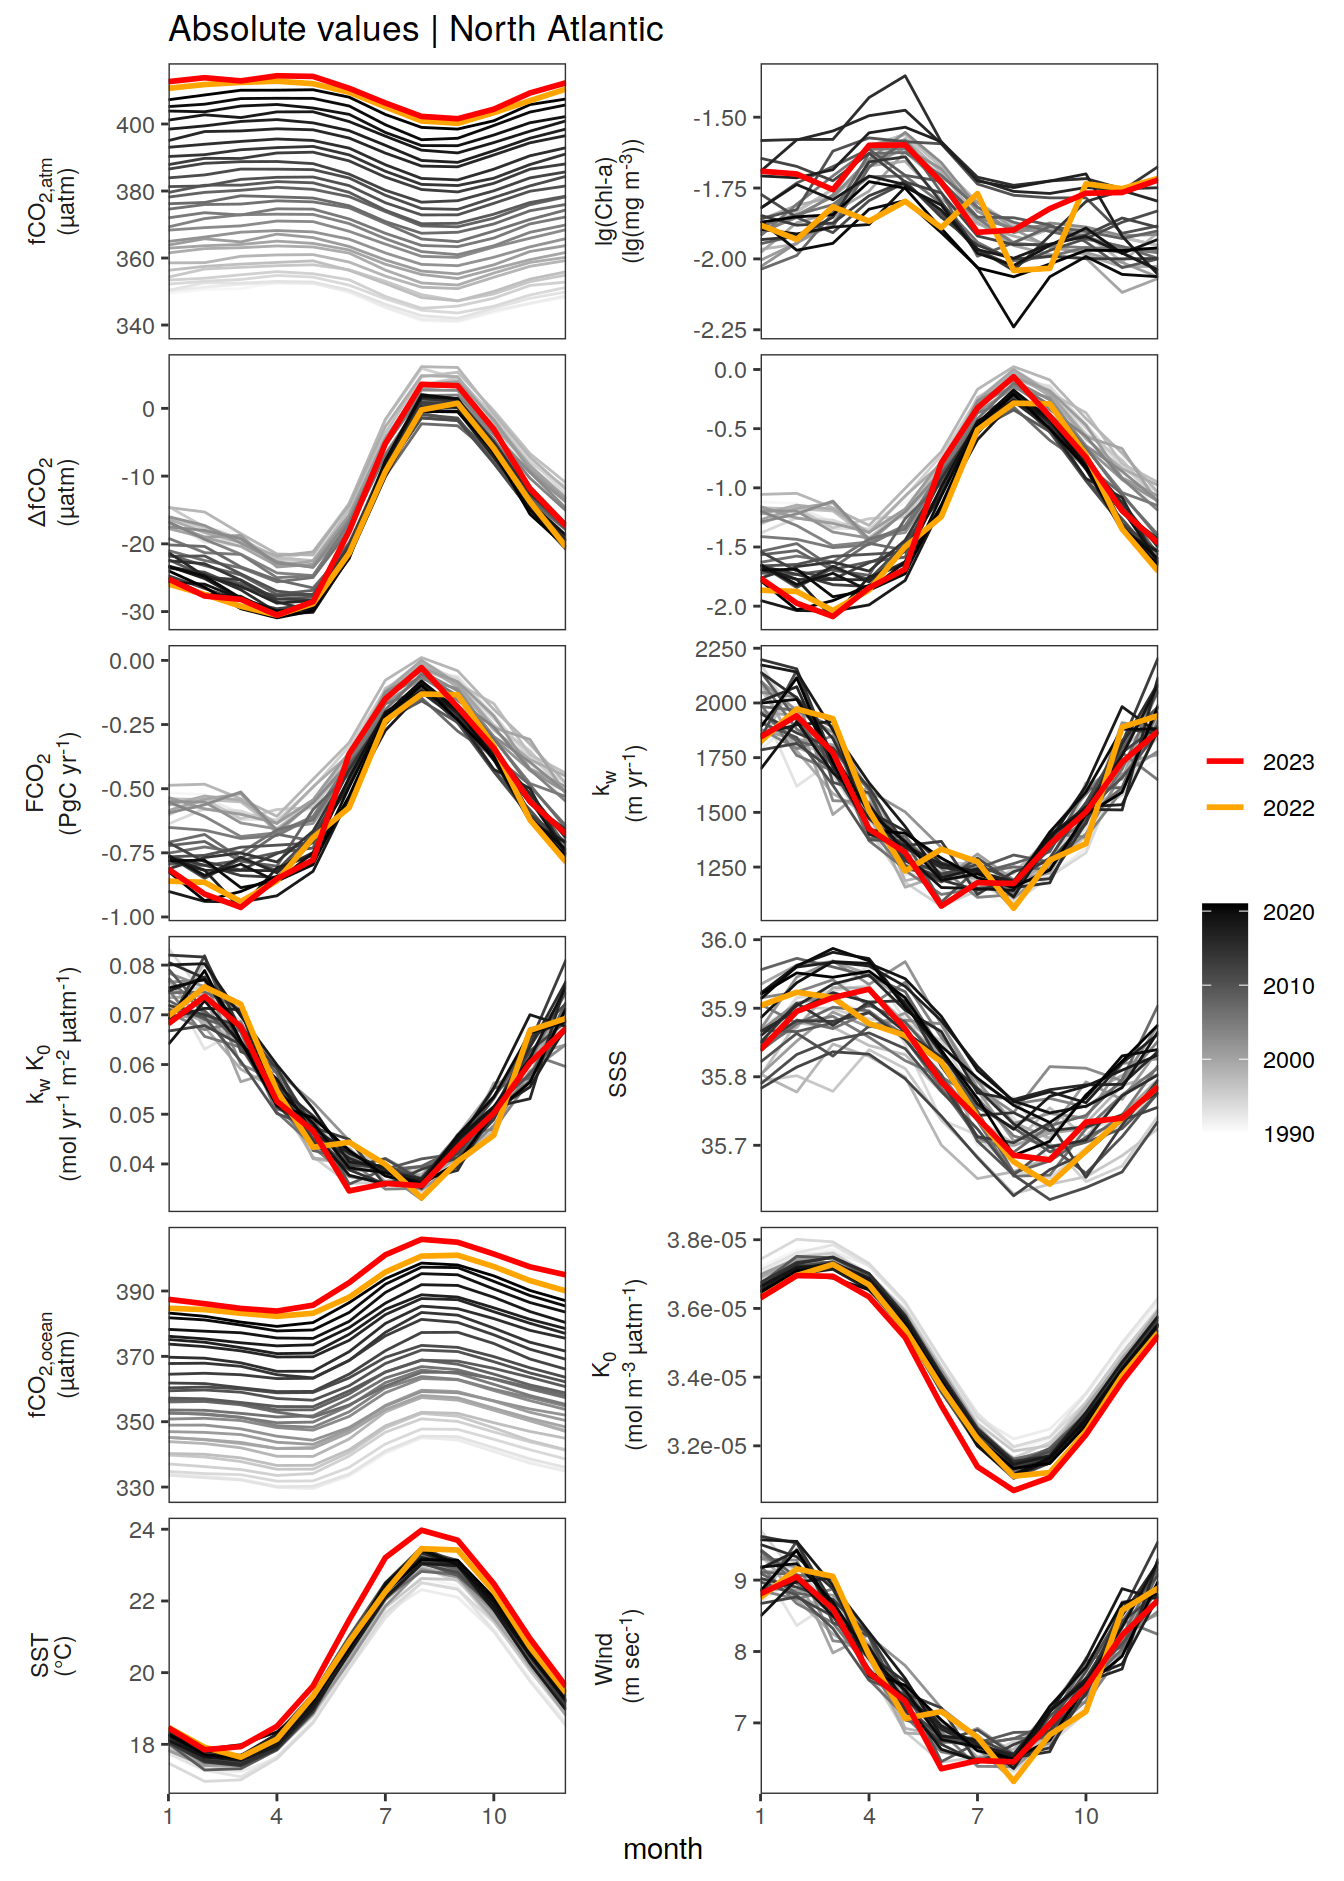 Absolute values | North Atlantic
fCO2,atm
(µatm)
400
380
360
340
lg(Chl-a)
(lg(mg m-3))
-1.50
-1.75
-2.00
-2.25
ΔfCO2
(µatm)
0
-10
-20
-30
0.0
-0.5
-1.0
-1.5
-2.0
FCO2
(PgC yr-1)
0.00
-0.25
-0.50
-0.75
-1.00
kw
(m yr-1)
2250
2000
1750
1500
1250
kw K0
(mol yr-1 m-2 µatm-1)
0.08
0.07
0.06
0.05
0.04
SSS
36.0
35.9
35.8
35.7
fCO2,ocean
(µatm)
390
370
350
330
K0
(mol m-3 µatm-1)
3.8e-05
3.6e-05
3.4e-05
3.2e-05
SST
(°C)
24
22
20
18
Wind
(m sec-1)
9
8
7
1 4 7 10
1 4 7 10
month
2023
2022
2020
2010
2000
1990